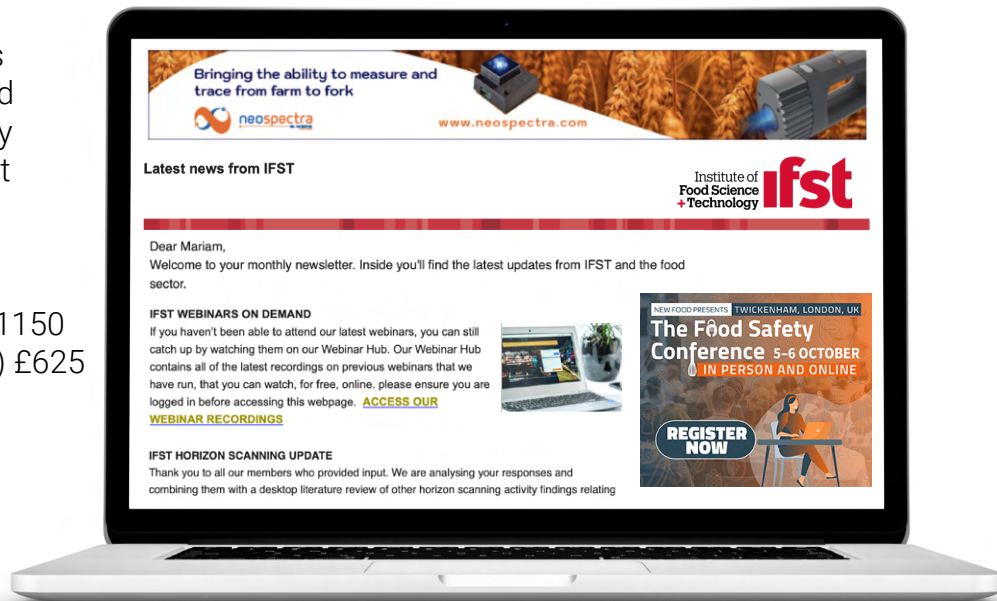 s
d
y
t
1150
) £625
Bringing the ability to measure and
trace from farm to fork
neospectra
www.neospectra.com
Latest news from IFST
Institute of
Food Science
+Technology
ifst
Dear Mariam,
Welcome to your monthly newsletter. Inside you'll find the latest updates from IFST and the food
sector.
IFST WEBINARS ON DEMAND
If you haven't been able to attend our latest webinars, you can still
catch up by watching them on our Webinar Hub. Our Webinar Hub
contains all of the latest recordings on previous webinars that we
have run, that you can watch, for free, online. please ensure you are
logged in before accessing this webpage. ACCESS OUR
WEBINAR RECORDINGS
IFST HORIZON SCANNING UPDATE
Thank you to all our members who provided input. We are analysing your responses and
combining them with a desktop literature review of other horizon scanning activity findings relating
NEW FOOD PRESENTS TWICKENHAM, LONDON, UK
The Food Safety
Conference 5–6 OCTOBER
IN PERSON AND ONLINE
REGISTER
NOW